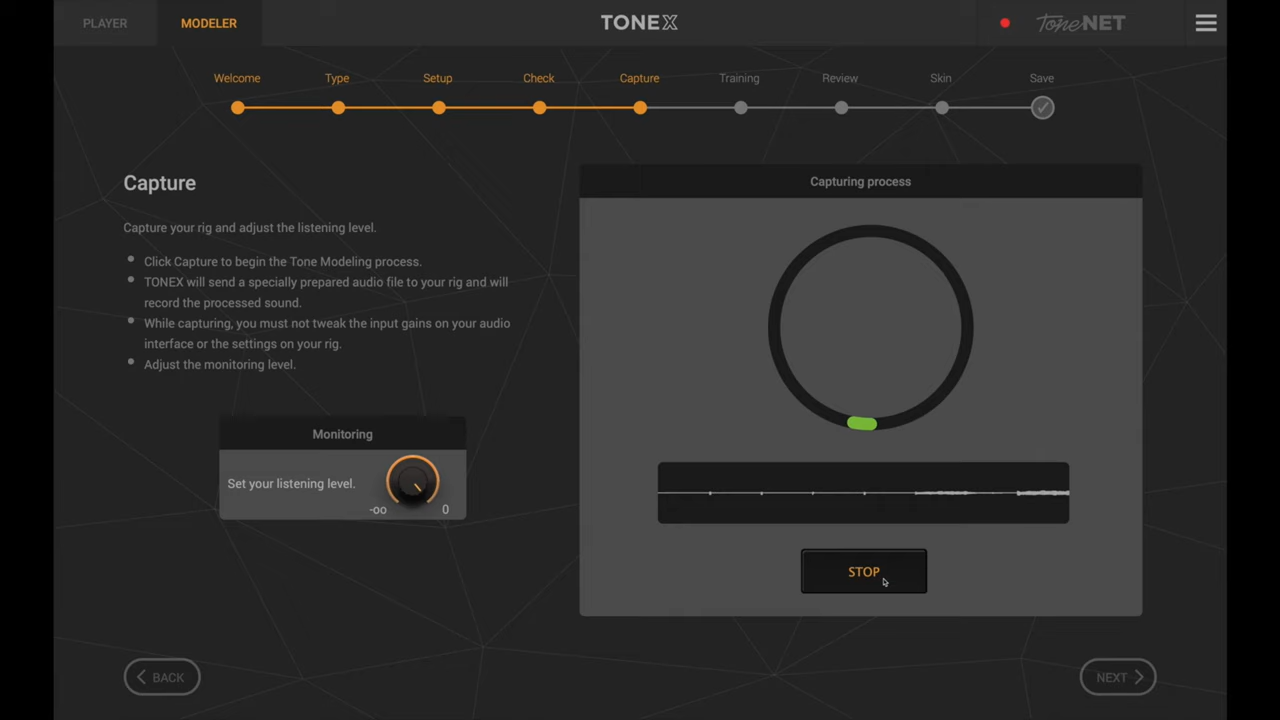 PLAYER
MODELER
TONEX
ToneNET
Welcome
Type
Setup
Check
Capture
Training
Review
Skin
Save
Capture
Capture your rig and adjust the listening level.
Click Capture to begin the Tone Modeling process.
TONEX will send a specially prepared audio file to your rig and will
record the processed sound.
While capturing, you must not tweak the input gains on your audio
interface or the settings on your rig.
Adjust the monitoring level.
Monitoring
Set your listening level.
-oo
0
Capturing process
STOP
BACK
NEXT